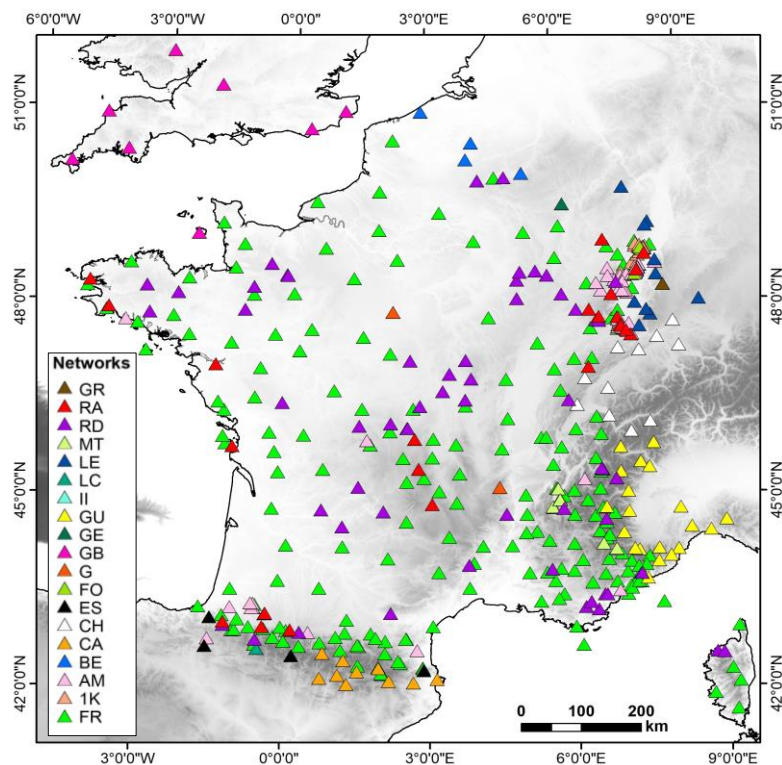 6°0'0"W 3°0'0"W 0°0'0" 3°0'0"E 6°0'0"E 9°0'0"E
51°0'0"N 51°0'0"N
48°0'0"N 48°0'0"N
45°0'0"N 45°0'0"N
42°0'0"N 42°0'0"N
Networks
GR
RA
RD
MT
LE
LC
II
GU
GE
GB
G
FO
ES
CH
CA
BE
AM
1K
FR
0 100 200
km
3°0'0"W 0°0'0" 3°0'0"E 6°0'0"E 9°0'0"E